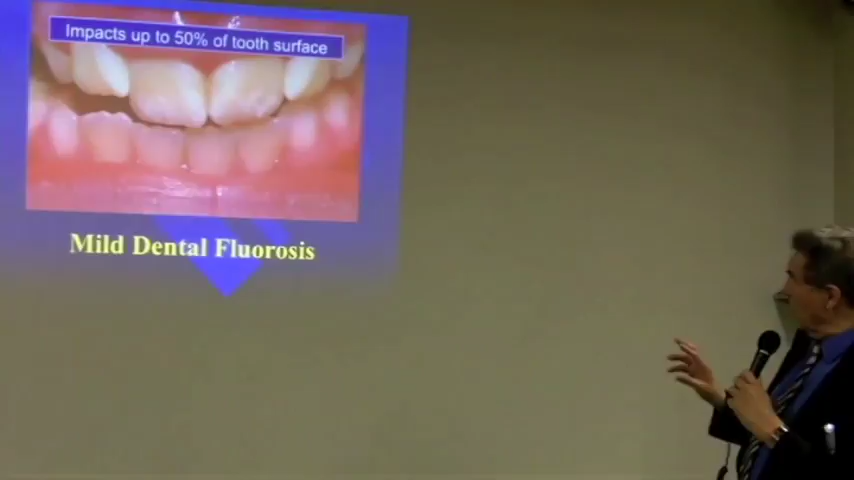 Impacts up to 50% of tooth surface
Mild Dental Fluorosis